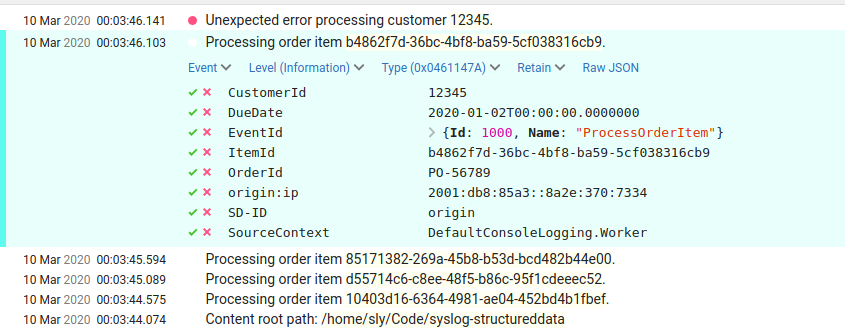 10 Mar 2020 00:03:46.141 Unexpected error processing customer 12345.
10 Mar 2020 00:03:46.103 Processing order item b4862f7d-36bc-4bf8-ba59-5cf038316cb9.
Event Level (Information) Type (0x0461147A) Retain Raw JSON
CustomerId 12345
DueDate 2020-01-02T00:00:00.0000000
EventId {Id: 1000, Name: "ProcessOrderItem"}
ItemId b4862f7d-36bc-4bf8-ba59-5cf038316cb9
OrderId PO-56789
origin:ip 2001:db8:85a3::8a2e:370:7334
SD-ID origin
SourceContext DefaultConsoleLogging.Worker
10 Mar 2020 00:03:45.594 Processing order item 85171382-269a-45b8-b53d-bcd482b44e00.
10 Mar 2020 00:03:45.089 Processing order item d55714c6-c8ee-48f5-b86c-95f1cdeeec52.
10 Mar 2020 00:03:44.575 Processing order item 10403d16-6364-4981-ae04-452bd4b1fbef.
10 Mar 2020 00:03:44.074 Content root path: /home/sly/Code/syslog-structureddata